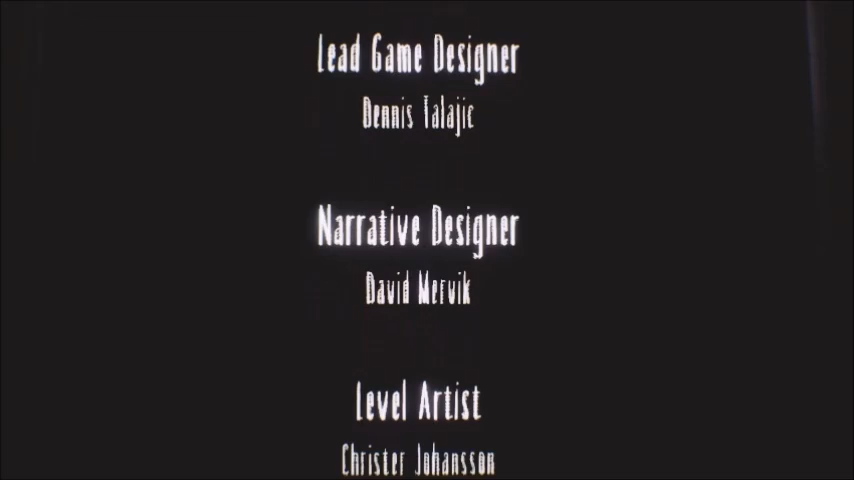 Lead Game Designer
Dennis Talajic
Narrative Designer
David Mervik
Level Artist
Christer Johansson